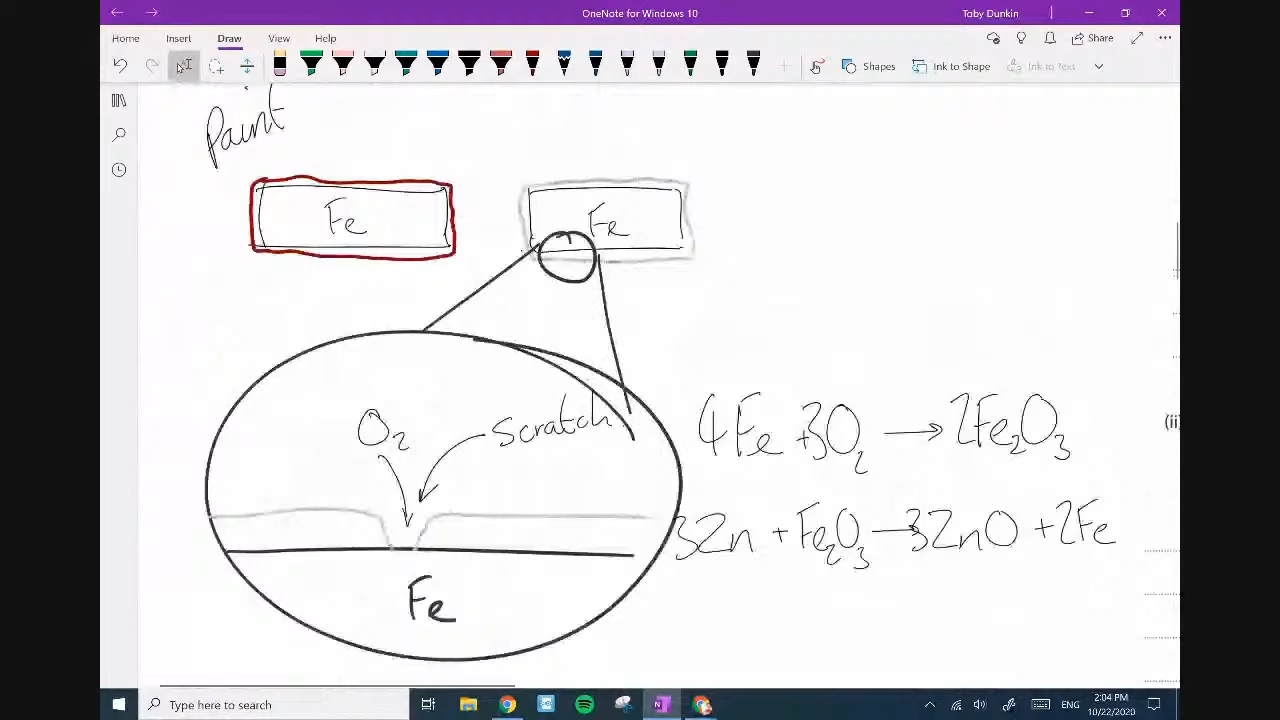 OneNote for Windows 10
Taby Dunkin
Home Insert Draw View Help
Share
Shapes
Ink to Shape
Ink to Text
Paint
Fe
Fe
O2
Scratch
4Fe +3O2 → 2Fe2O3
(ii)
3Zn + Fe2O3 → 3ZnO + 2Fe
Fe
Type here to search
ENG
2:04 PM
10/22/2020